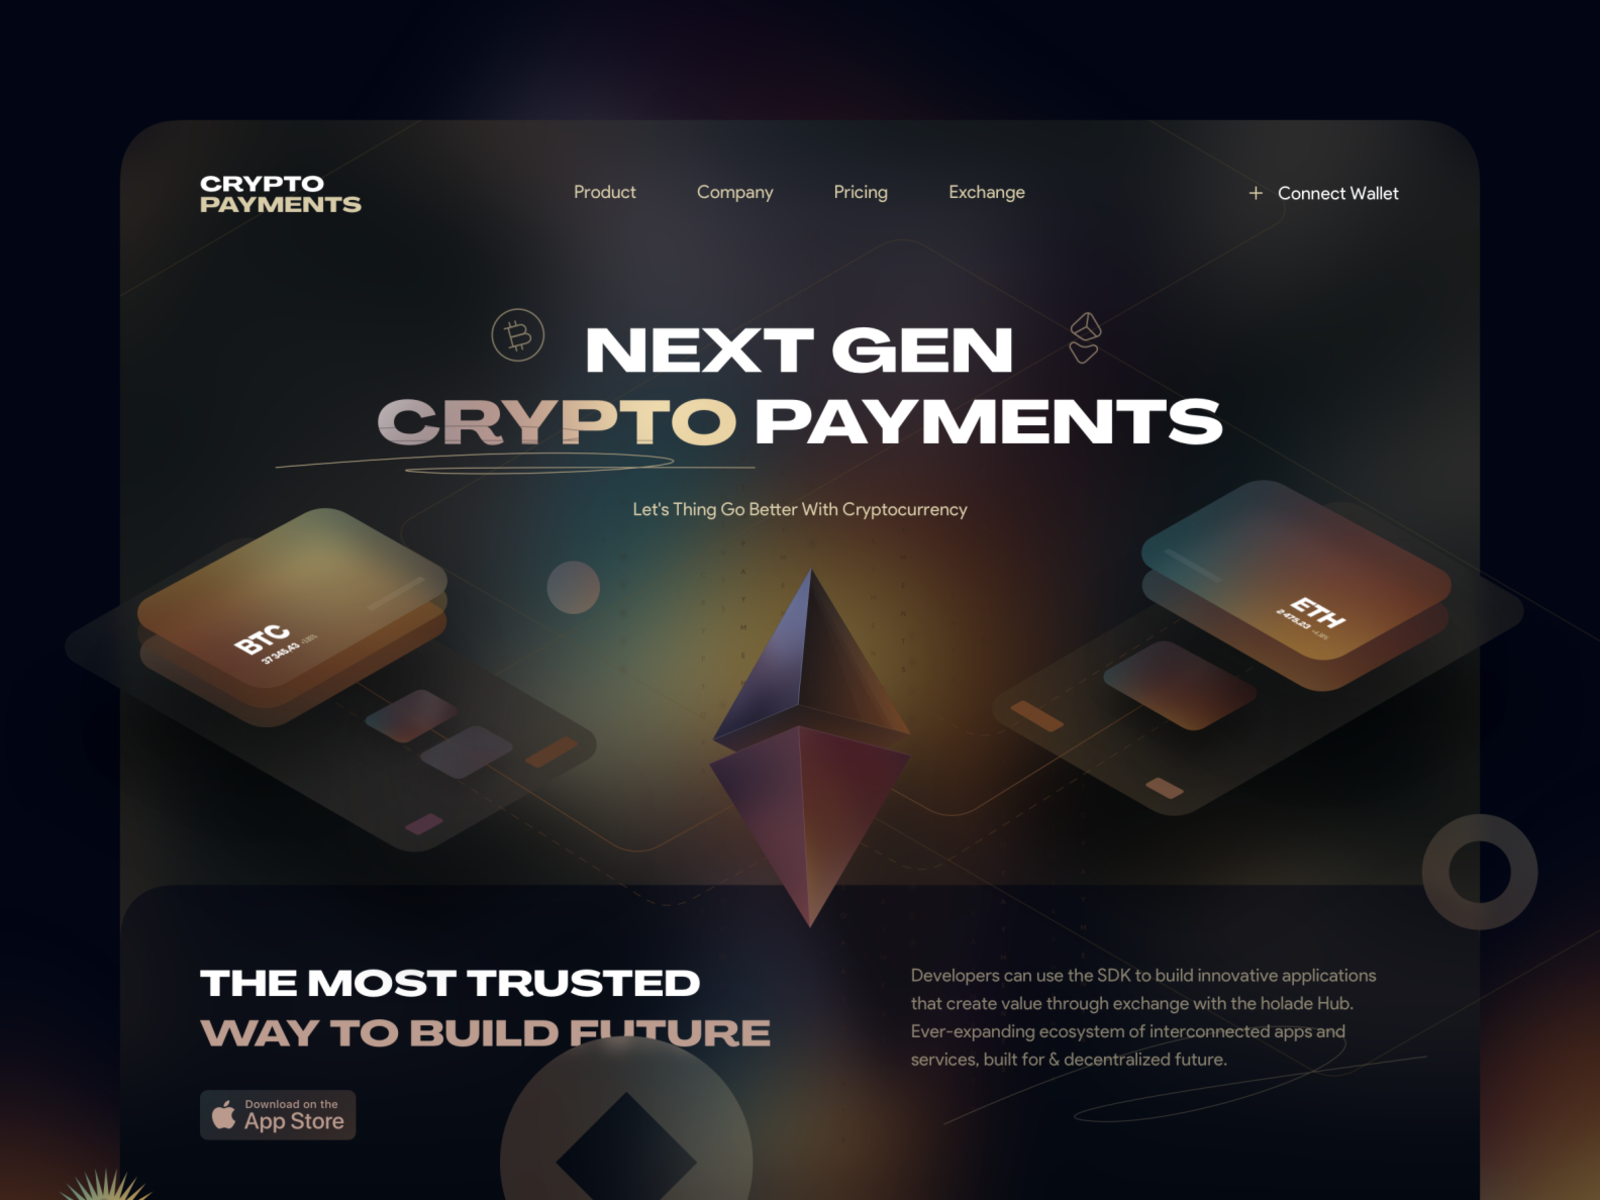 CRYPTO
PAYMENTS
Product Company Pricing Exchange
+ Connect Wallet
NEXT GEN
CRYPTO PAYMENTS
Let's Thing Go Better With Cryptocurrency
BTC
37 345,43
ETH
2 475,23
THE MOST TRUSTED
WAY TO BUILD FUTURE
Developers can use the SDK to build innovative applications
that create value through exchange with the holade Hub.
Ever-expanding ecosystem of interconnected apps and
services, built for & decentralized future.
Download on the
App Store